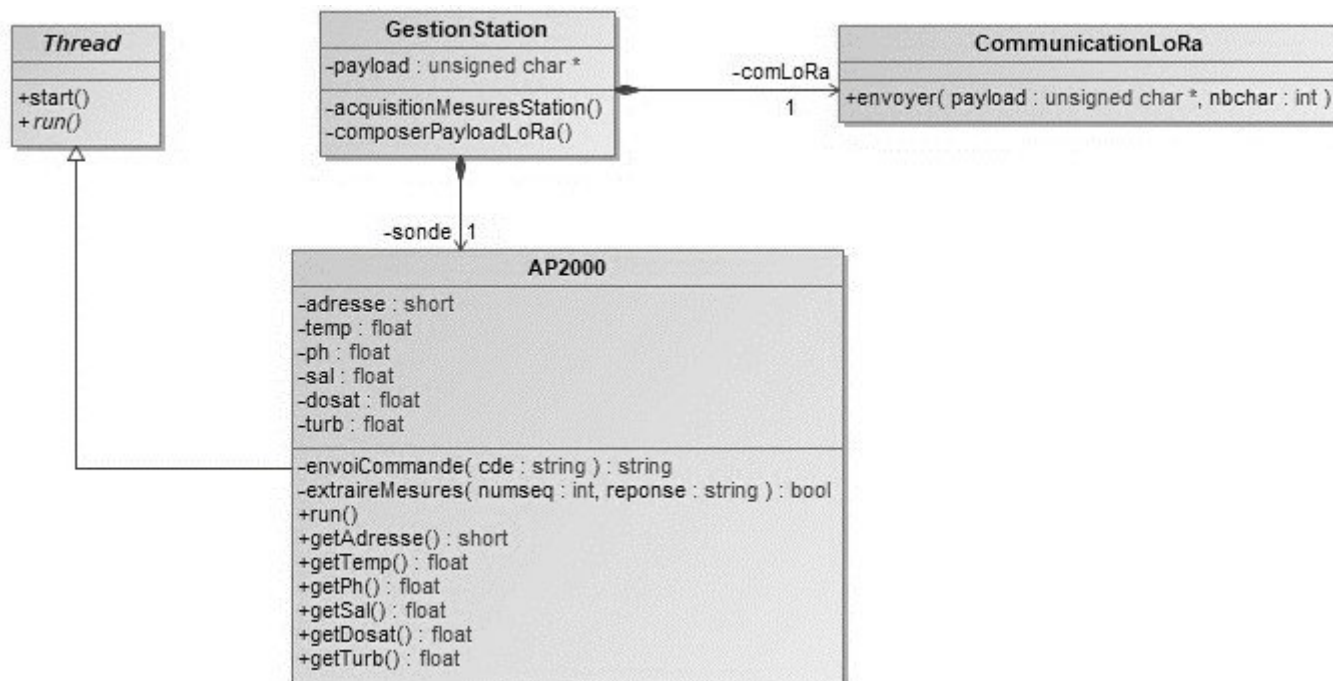 Thread
+start()
+run()
GestionStation
-payload : unsigned char *
-acquisitionMesuresStation()
-composerPayloadLoRa()
-comLoRa
1
CommunicationLoRa
+envoyer( payload : unsigned char *, nbchar : int )
-sonde
1
AP2000
-adresse : short
-temp : float
-ph : float
-sal : float
-dosat : float
-turb : float
-envoiCommande( cde : string ) : string
-extraireMesures( numseq : int, reponse : string ) : bool
+run()
+getAdresse() : short
+getTemp() : float
+getPh() : float
+getSal() : float
+getDosat() : float
+getTurb() : float